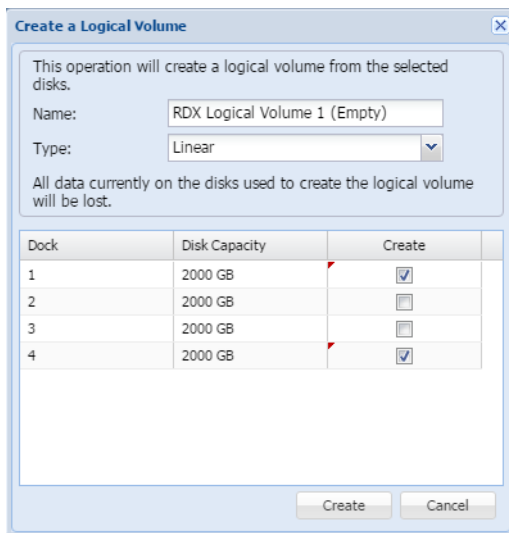 Create a Logical Volume
This operation will create a logical volume from the selected
disks.
Name: RDX Logical Volume 1 (Empty)
Type: Linear
All data currently on the disks used to create the logical volume
will be lost.
Dock Disk Capacity Create
1 2000 GB
2 2000 GB
3 2000 GB
4 2000 GB
Create Cancel